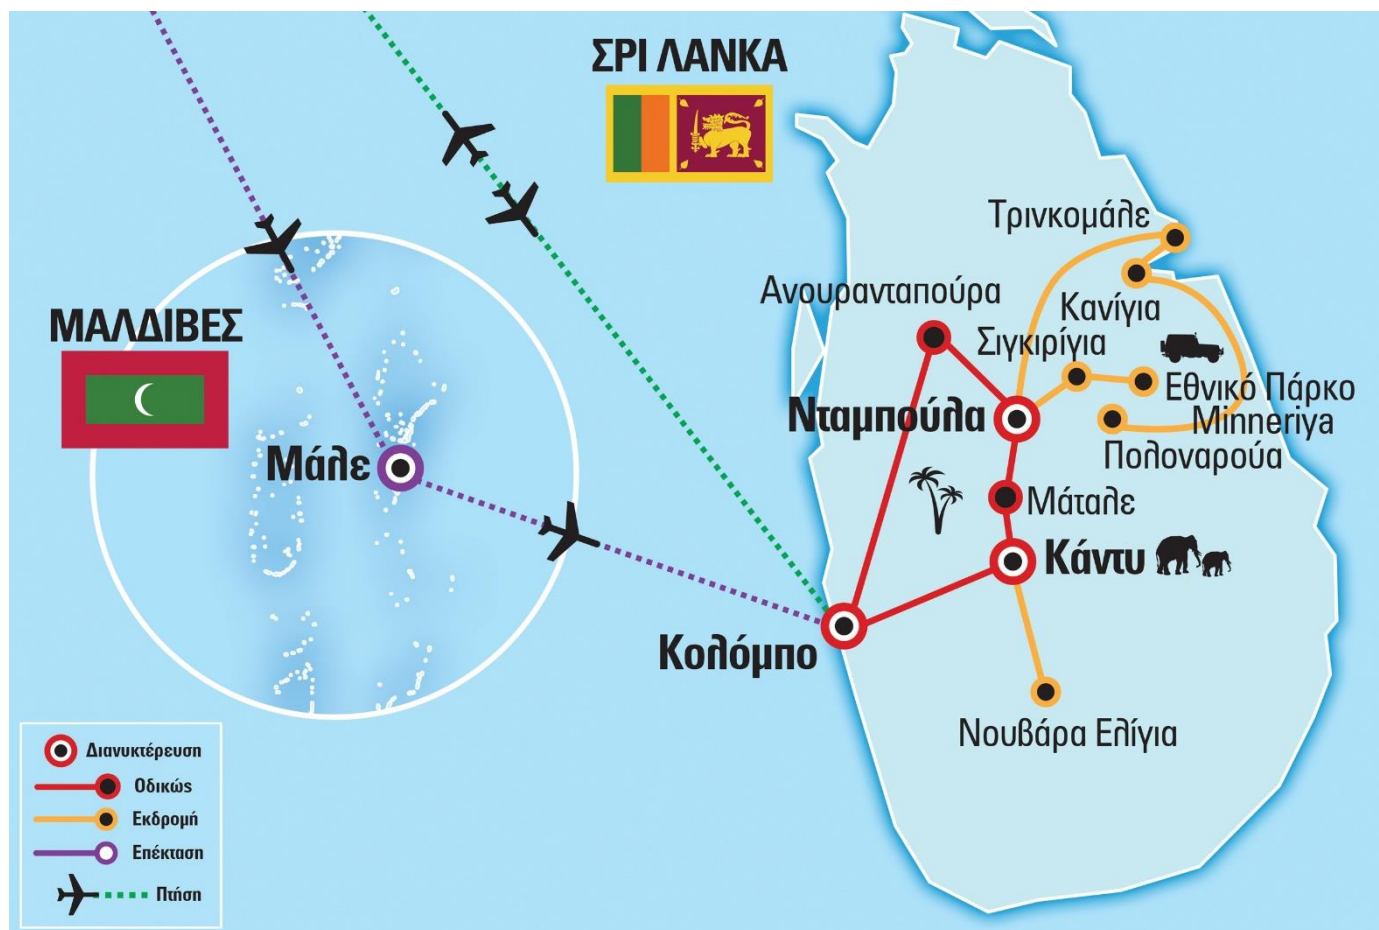 ΣΡΙ ΛΑΝΚΑ
Τρινκομάλε
Ανουρανταπούρα
Κανίγια
ΜΑΛΔΙΒΕΣ
Σιγκιρίγια
Εθνικό Πάρκο
Minneriya
Νταμπούλα
Πολοναρούα
Μάλε
Μάταλε
Κάντυ
Κολόμπο
Νουβάρα Ελίγια
Διανυκτέρευση
Οδικώς
Εκδρομή
Επέκταση
Πτήση